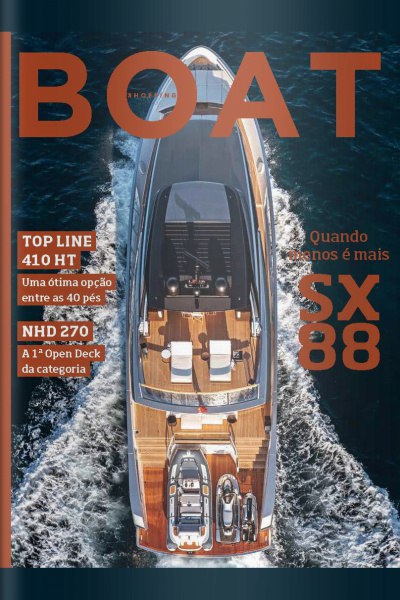 BOAT
SHOPPING
TOP LINE
410 HT
Uma ótima opção
entre as 40 pés
NHD 270
A 1ª Open Deck
da categoria
Quando
menos é mais
SX
88